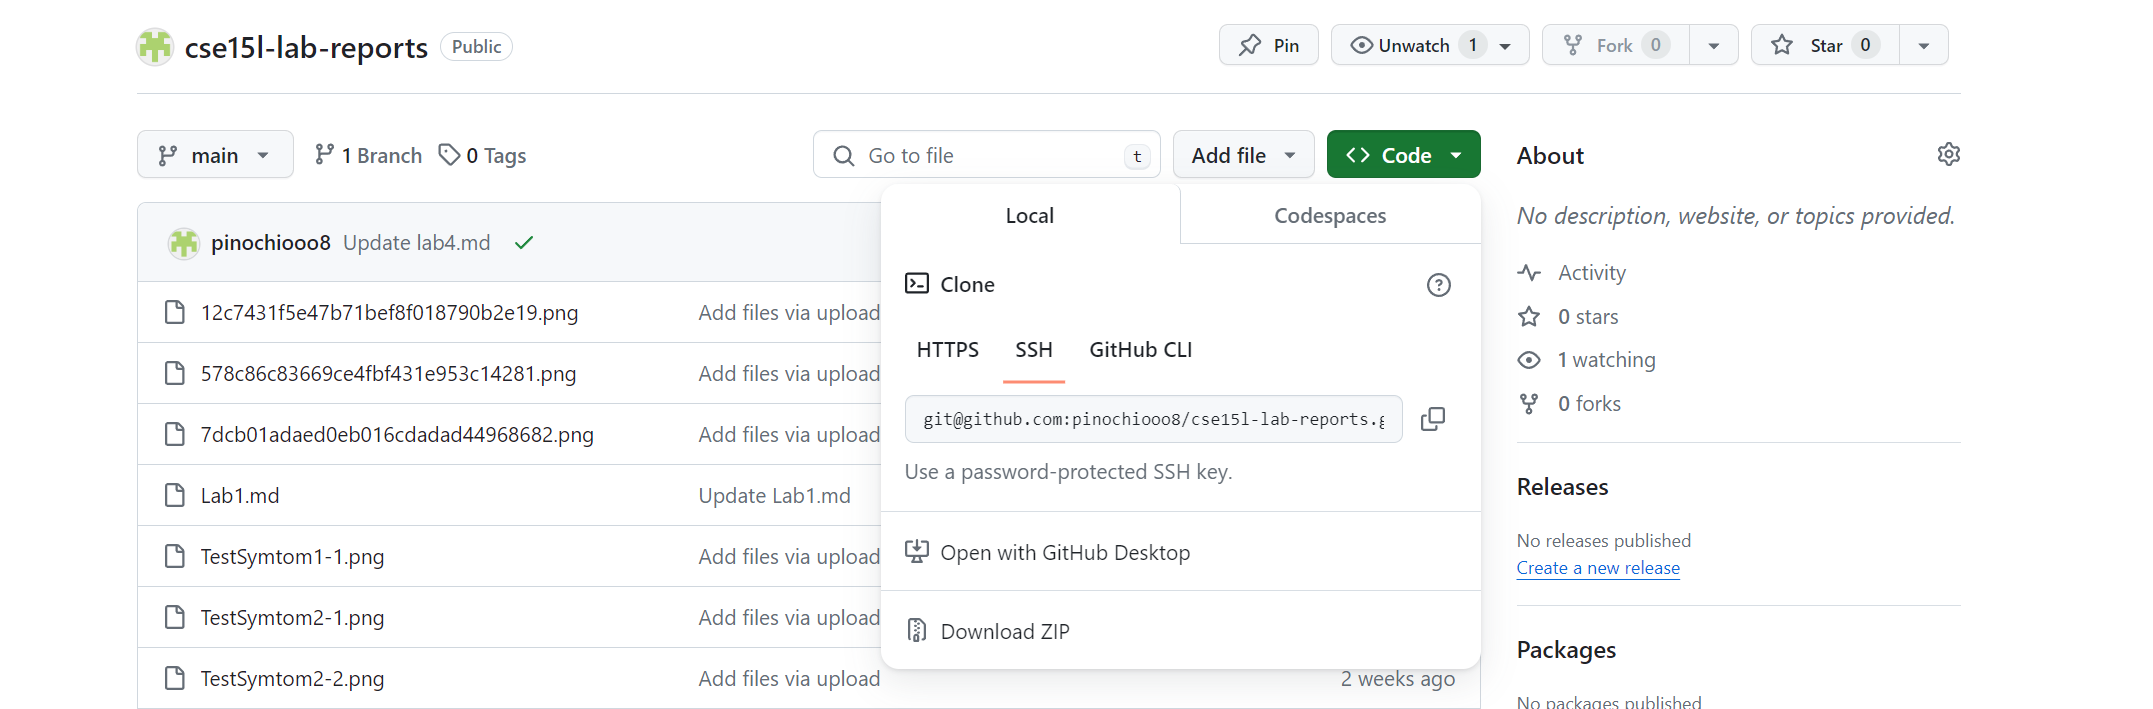 cse15l-lab-reports Public
Pin
Unwatch 1
Fork 0
Star 0
main
1 Branch
0 Tags
Go to file t
Add file
<> Code
pinochiooo8 Update lab4.md
12c7431f5e47b71bef8f018790b2e19.png Add files via upload
578c86c83669ce4fbf431e953c14281.png Add files via upload
7dcb01adaed0eb016cdadad44968682.png Add files via upload
Lab1.md Update Lab1.md
TestSymtom1-1.png Add files via upload
TestSymtom2-1.png Add files via upload
TestSymtom2-2.png Add files via upload 2 weeks ago
Local Codespaces
Clone
HTTPS SSH GitHub CLI
git@github.com:pinochiooo8/cse15l-lab-reports.g
Use a password-protected SSH key.
Open with GitHub Desktop
Download ZIP
About
No description, website, or topics provided.
Activity
0 stars
1 watching
0 forks
Releases
No releases published
Create a new release
Packages
No packages published